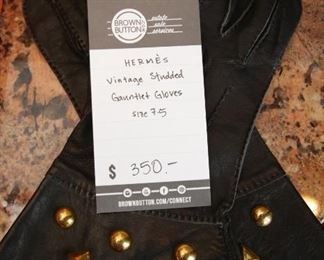 BROWN
BUTTON
estate
sale
services
HERMÈS
Vintage Studded
Gauntlet Gloves
size 7.5
$ 350.-
BROWNBUTTON.COM/CONNECT